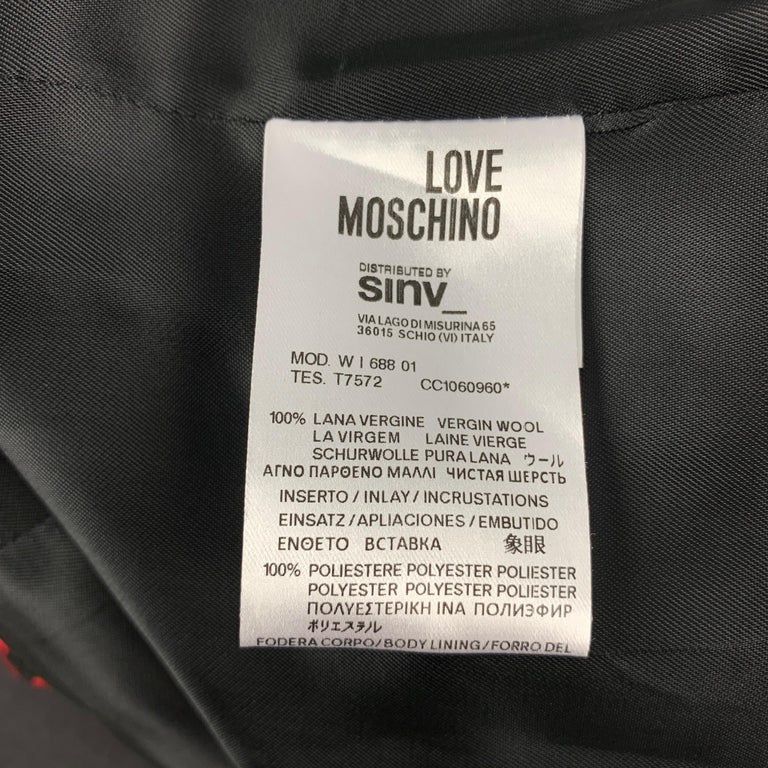 LOVE
MOSCHINO
DISTRIBUTED BY
sinv_
VIA LAGO DI MISURINA 65
36015 SCHIO (VI) ITALY
MOD. W I 688 01
TES. T7572 CC1060960*
100% LANA VERGINE VERGIN WOOL
LA VIRGEM LAINE VIERGE
SCHURWOLLE PURA LANA ウール
ΑΓΝΟ ΠΑΡΘΕΝΟ ΜΑΛΛΙ ЧИСТАЯ ШЕРСТЬ
INSERTO / INLAY / INCRUSTATIONS
EINSATZ / APLIACIONES / EMBUTIDO
ΕΝΘΕΤΟ ВСТАВКА 象眼
100% POLIESTERE POLYESTER POLIESTER
POLYESTER POLYESTER POLIESTER
ΠΟΛΥΕΣΤΕΡΙΚΗ ΙΝΑ ПОЛИЭФИР
ポリエステル
FODERA CORPO/BODY LINING/FORRO DEL